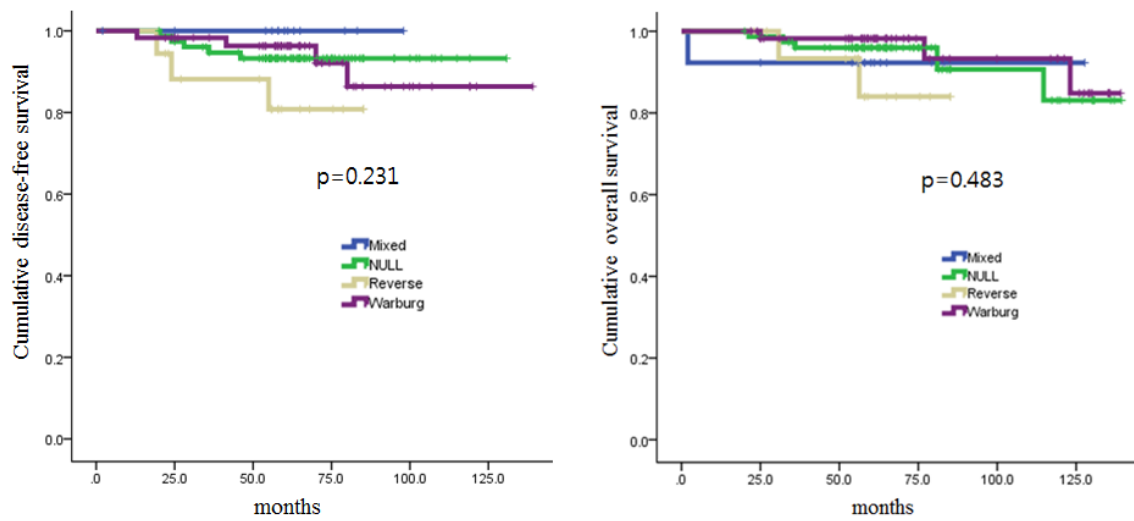 Cumulative disease-free survival
1.0
0.8
0.6
0.4
0.2
0.0
p=0.231
Mixed
NULL
Reverse
Warburg
.0 25.0 50.0 75.0 100.0 125.0
months
Cumulative overall survival
1.0
0.8
0.6
0.4
0.2
0.0
p=0.483
Mixed
NULL
Reverse
Warburg
.0 25.0 50.0 75.0 100.0 125.0
months